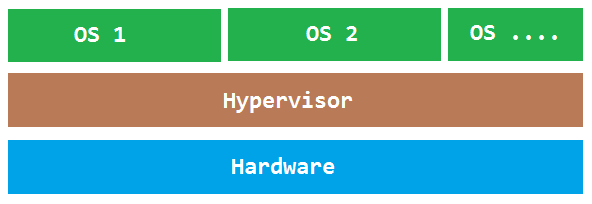 OS 1 OS 2 OS ....
Hypervisor
Hardware